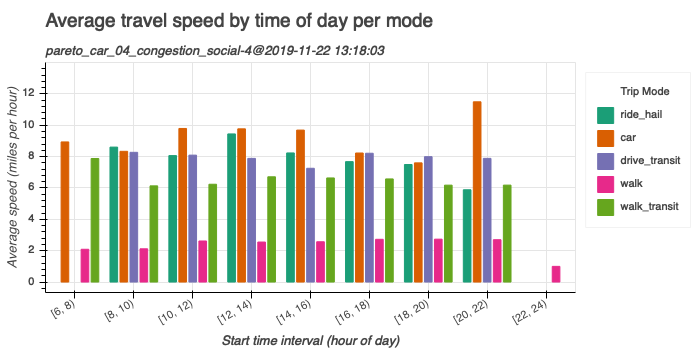 Average travel speed by time of day per mode
pareto_car_04_congestion_social-4@2019-11-22 13:18:03
Average speed (miles per hour)
12
10
8
6
4
2
0
[6, 8)
[8, 10)
[10, 12)
[12, 14)
[14, 16)
[16, 18)
[18, 20)
[20, 22)
[22, 24)
Start time interval (hour of day)
Trip Mode
ride_hail
car
drive_transit
walk
walk_transit